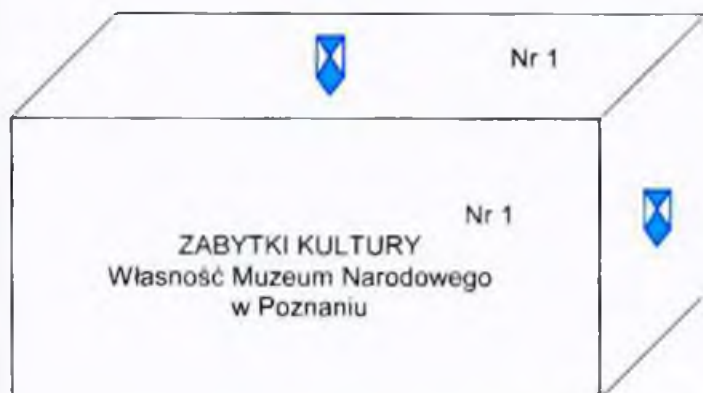 Nr 1
Nr 1
ZABYTKI KULTURY
Własność Muzeum Narodowego
w Poznaniu